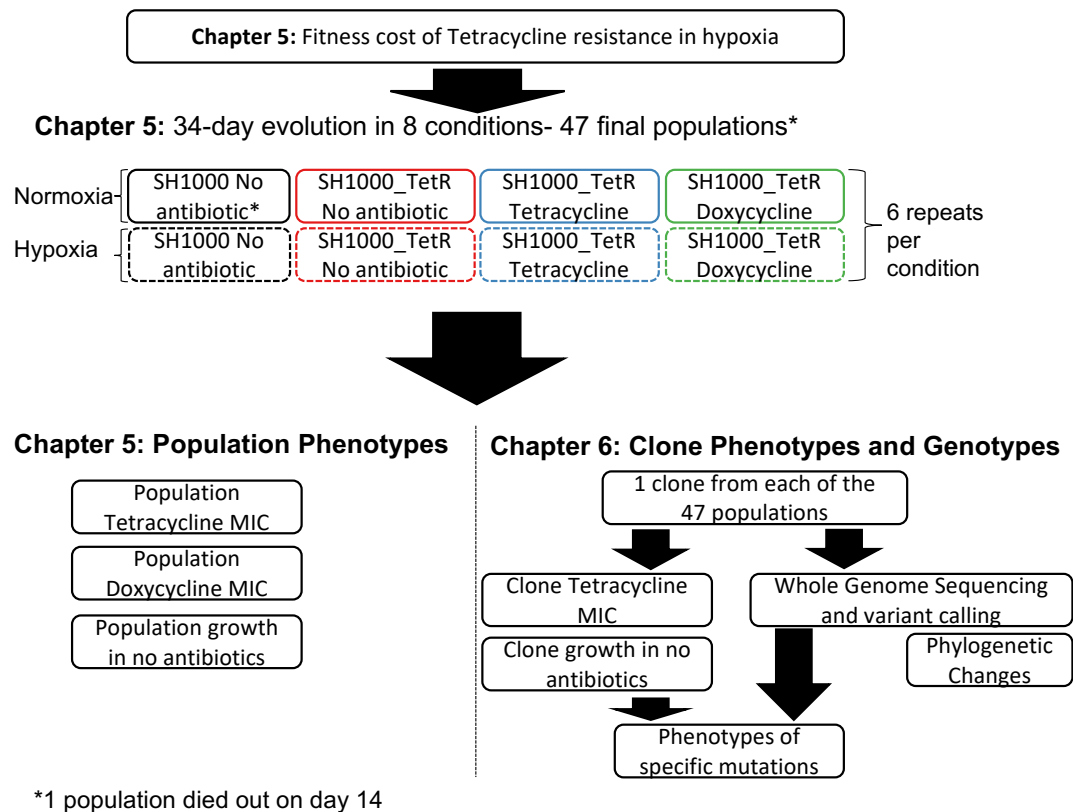 Chapter 5: Fitness cost of Tetracycline resistance in hypoxia
Chapter 5: 34-day evolution in 8 conditions- 47 final populations*
Normoxia
SH1000 No
antibiotic*
SH1000_TetR
No antibiotic
SH1000_TetR
Tetracycline
SH1000_TetR
Doxycycline
Hypoxia
SH1000 No
antibiotic
SH1000_TetR
No antibiotic
SH1000_TetR
Tetracycline
SH1000_TetR
Doxycycline
6 repeats
per
condition
Chapter 5: Population Phenotypes
Population
Tetracycline MIC
Population
Doxycycline MIC
Population growth
in no antibiotics
Chapter 6: Clone Phenotypes and Genotypes
1 clone from each of the
47 populations
Clone Tetracycline
MIC
Whole Genome Sequencing
and variant calling
Clone growth in no
antibiotics
Phylogenetic
Changes
Phenotypes of
specific mutations
*1 population died out on day 14